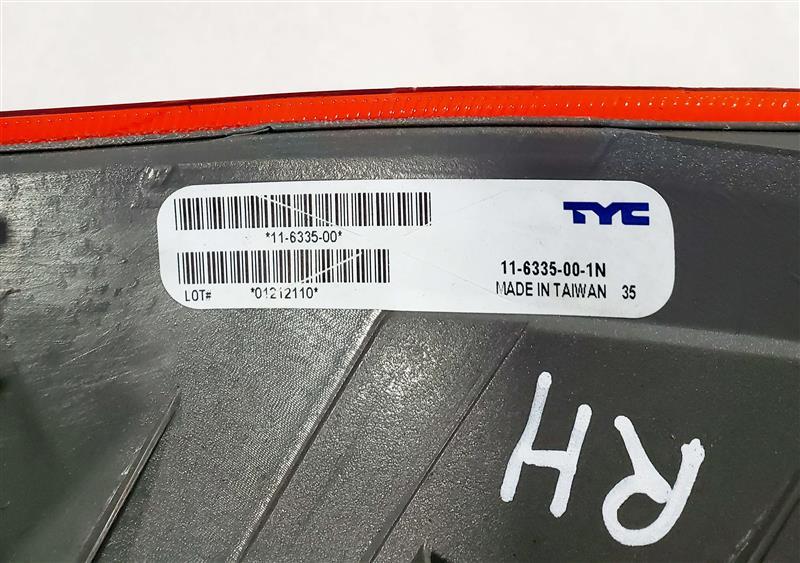 TYC
*11-6335-00*
11-6335-00-1N
LOT# *01212110*
MADE IN TAIWAN 35
RH